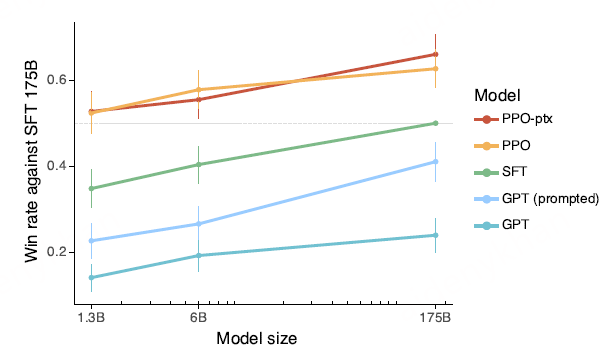 Win rate against SFT 175B
0.6
0.4
0.2
1.3B
6B
175B
Model size
Model
PPO-ptx
PPO
SFT
GPT (prompted)
GPT